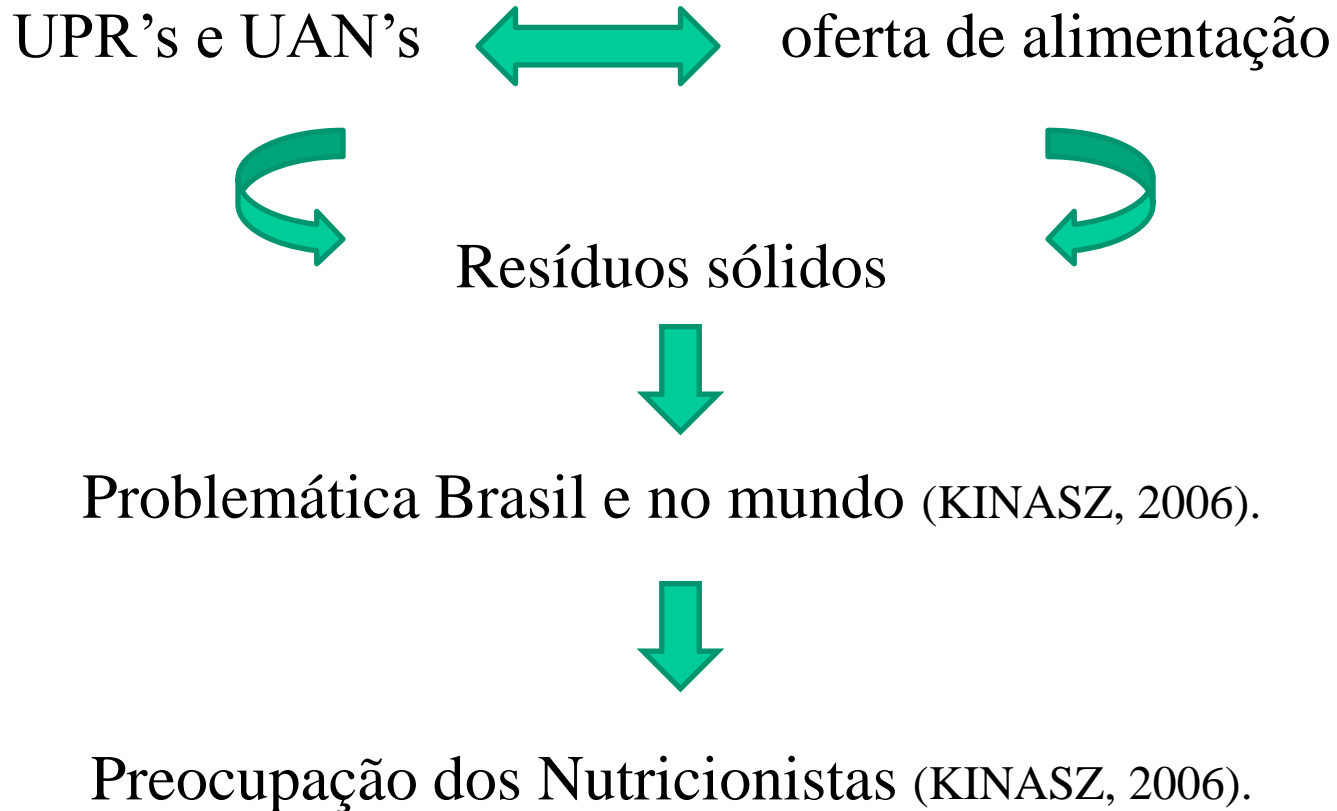 UPR’s e UAN’s oferta de alimentação
Resíduos sólidos
Problemática Brasil e no mundo (KINASZ, 2006).
Preocupação dos Nutricionistas (KINASZ, 2006).